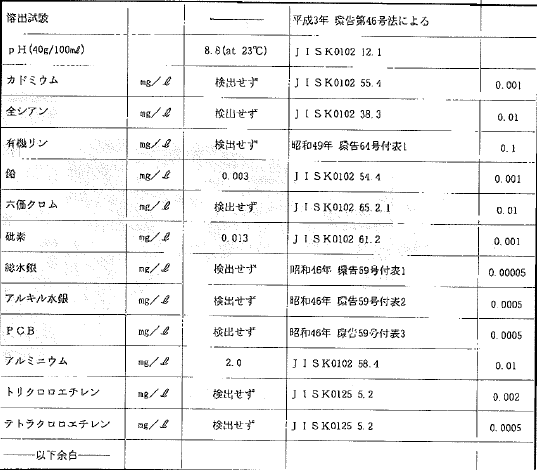 溶出試験 ——— 平成3年 環告第46号法による
pH(40g/100mℓ) 8.8(at 23℃) JISK0102 12.1
カドミウム mg/ℓ 検出せず JISK0102 55.4 0.001
全シアン mg/ℓ 検出せず JISK0102 38.3 0.01
有機リン mg/ℓ 検出せず 昭和49年 環告64号付表1 0.1
鉛 mg/ℓ 0.003 JISK0102 54.4 0.001
六価クロム mg/ℓ 検出せず JISK0102 65.2.1 0.01
砒素 mg/ℓ 0.013 JISK0102 61.2 0.001
総水銀 mg/ℓ 検出せず 昭和46年 環告59号付表1 0.00005
アルキル水銀 mg/ℓ 検出せず 昭和46年 環告59号付表2 0.0005
PCB mg/ℓ 検出せず 昭和46年 環告59号付表3 0.0005
アルミニウム mg/ℓ 2.0 JISK0102 58.4 0.01
トリクロロエチレン mg/ℓ 検出せず JISK0125 5.2 0.002
テトラクロロエチレン mg/ℓ 検出せず JISK0125 5.2 0.0005
———以下余白———